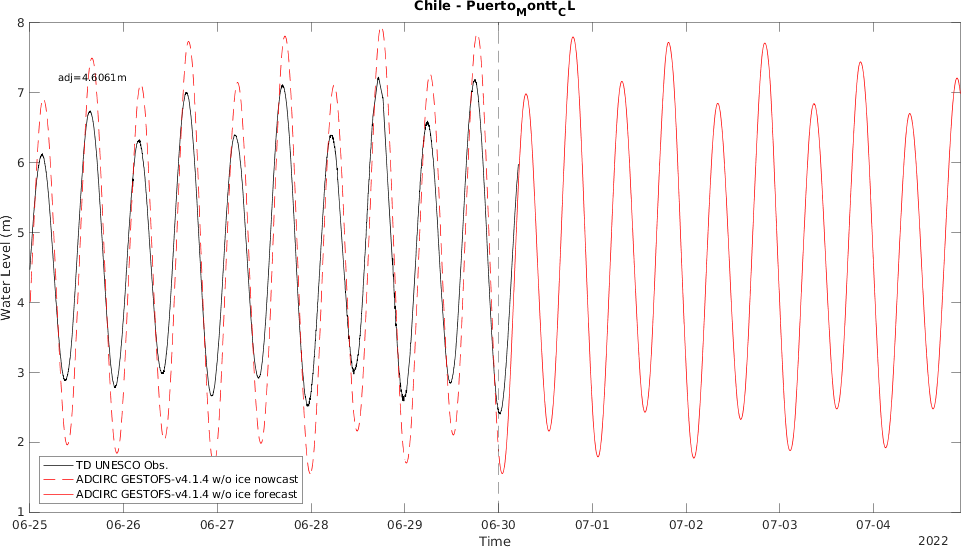 Chile - PuertoMonttCL
8
adj=4.6061m
7
6
5
4
3
2
1
Water Level (m)
TD UNESCO Obs.
ADCIRC GESTOFS-v4.1.4 w/o ice nowcast
ADCIRC GESTOFS-v4.1.4 w/o ice forecast
06-25 06-26 06-27 06-28 06-29 06-30 07-01 07-02 07-03 07-04
Time
2022